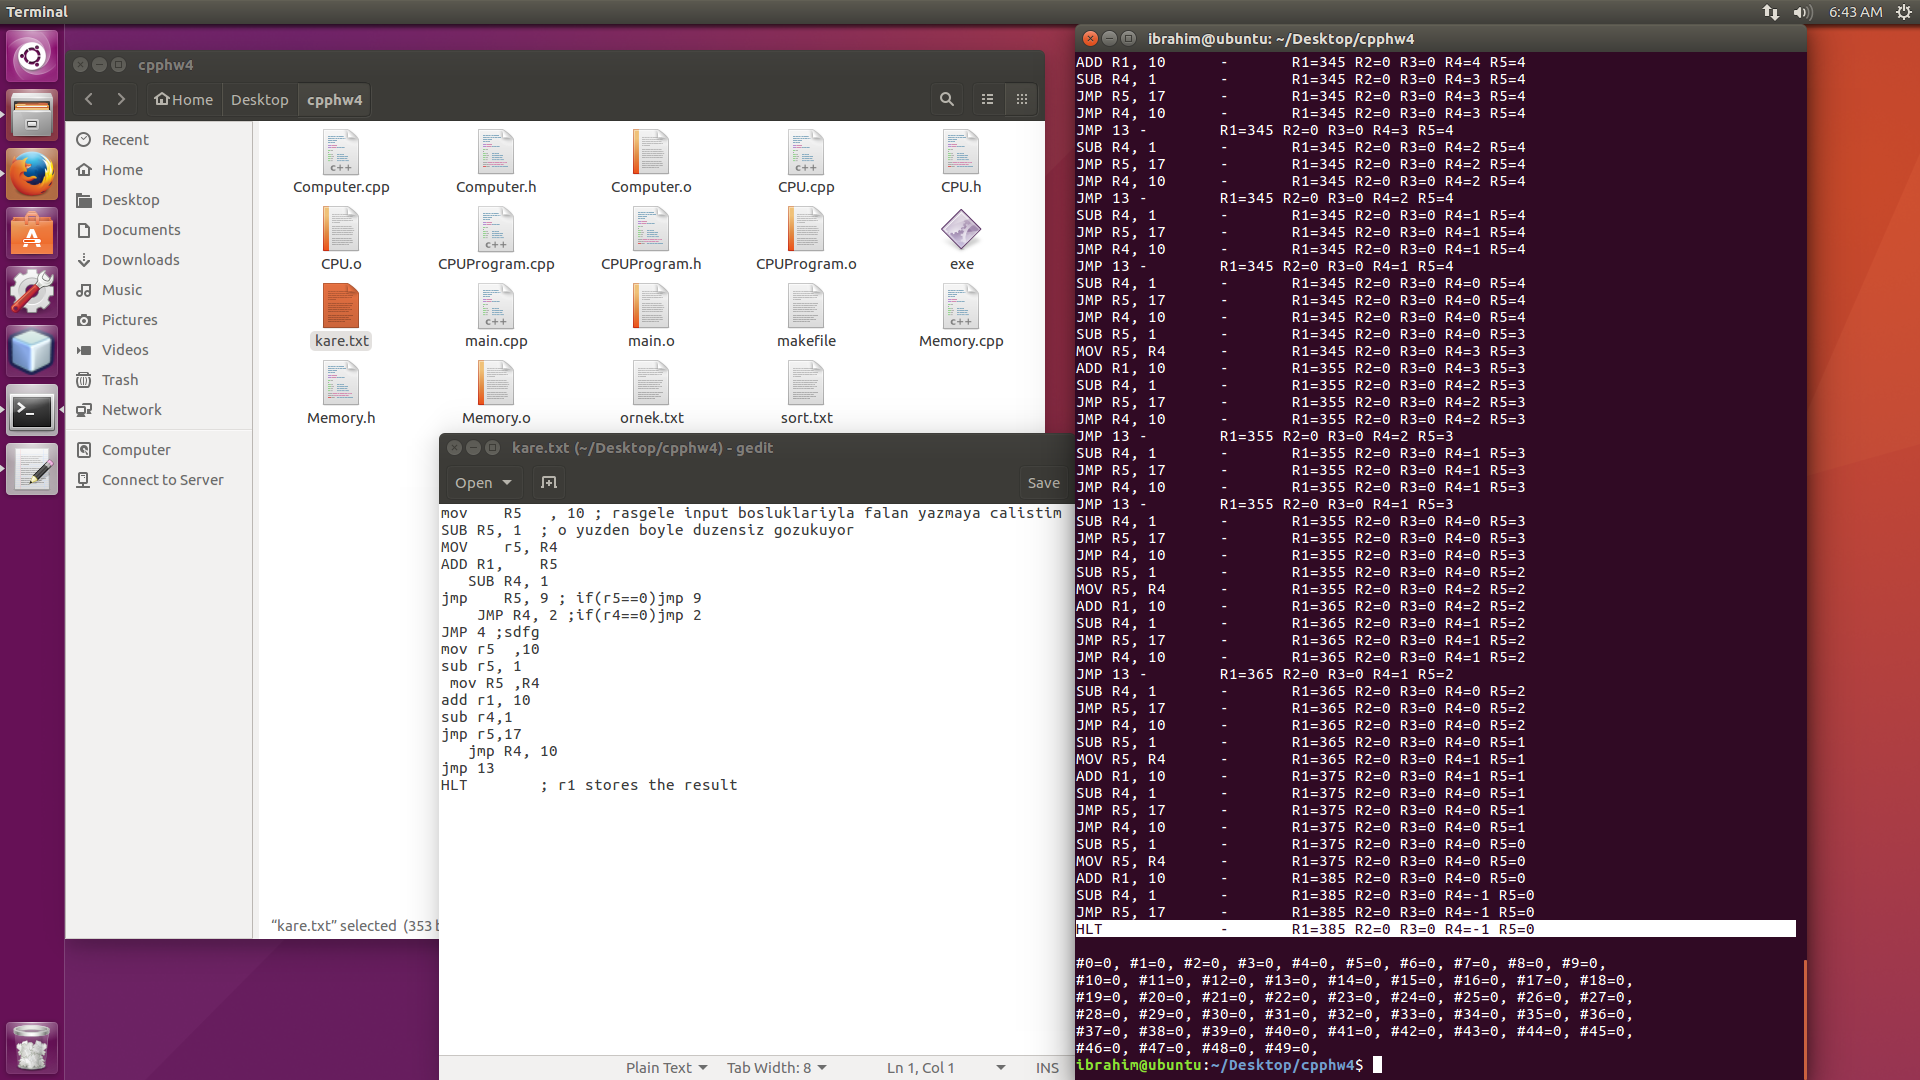 Terminal
6:43 AM
cpphw4
Home
Desktop
cpphw4
Recent
Home
Desktop
Documents
Downloads
Music
Pictures
Videos
Trash
Network
Computer
Connect to Server
Computer.cpp
Computer.h
Computer.o
CPU.cpp
CPU.h
CPU.o
CPUProgram.cpp
CPUProgram.h
CPUProgram.o
exe
kare.txt
main.cpp
main.o
makefile
Memory.cpp
Memory.h
Memory.o
ornek.txt
sort.txt
“kare.txt” selected (353 b
kare.txt (~/Desktop/cpphw4) - gedit
Open
Save
mov    R5   , 10 ; rasgele input bosluklariyla falan yazmaya calistim
SUB R5, 1  ; o yuzden boyle duzensiz gozukuyor
MOV    r5, R4
ADD R1,    R5
   SUB R4, 1
jmp    R5, 9 ; if(r5==0)jmp 9
    JMP R4, 2 ;if(r4==0)jmp 2
JMP 4 ;sdfg
mov r5  ,10
sub r5, 1
 mov R5 ,R4
add r1, 10
sub r4,1
jmp r5,17
   jmp R4, 10
jmp 13
HLT        ; r1 stores the result
Plain Text
Tab Width: 8
Ln 1, Col 1
INS
ibrahim@ubuntu: ~/Desktop/cpphw4
ADD R1, 10      -       R1=345 R2=0 R3=0 R4=4 R5=4
SUB R4, 1       -       R1=345 R2=0 R3=0 R4=3 R5=4
JMP R5, 17      -       R1=345 R2=0 R3=0 R4=3 R5=4
JMP R4, 10      -       R1=345 R2=0 R3=0 R4=3 R5=4
JMP 13 -        R1=345 R2=0 R3=0 R4=3 R5=4
SUB R4, 1       -       R1=345 R2=0 R3=0 R4=2 R5=4
JMP R5, 17      -       R1=345 R2=0 R3=0 R4=2 R5=4
JMP R4, 10      -       R1=345 R2=0 R3=0 R4=2 R5=4
JMP 13 -        R1=345 R2=0 R3=0 R4=2 R5=4
SUB R4, 1       -       R1=345 R2=0 R3=0 R4=1 R5=4
JMP R5, 17      -       R1=345 R2=0 R3=0 R4=1 R5=4
JMP R4, 10      -       R1=345 R2=0 R3=0 R4=1 R5=4
JMP 13 -        R1=345 R2=0 R3=0 R4=1 R5=4
SUB R4, 1       -       R1=345 R2=0 R3=0 R4=0 R5=4
JMP R5, 17      -       R1=345 R2=0 R3=0 R4=0 R5=4
JMP R4, 10      -       R1=345 R2=0 R3=0 R4=0 R5=4
SUB R5, 1       -       R1=345 R2=0 R3=0 R4=0 R5=3
MOV R5, R4      -       R1=345 R2=0 R3=0 R4=3 R5=3
ADD R1, 10      -       R1=355 R2=0 R3=0 R4=3 R5=3
SUB R4, 1       -       R1=355 R2=0 R3=0 R4=2 R5=3
JMP R5, 17      -       R1=355 R2=0 R3=0 R4=2 R5=3
JMP R4, 10      -       R1=355 R2=0 R3=0 R4=2 R5=3
JMP 13 -        R1=355 R2=0 R3=0 R4=2 R5=3
SUB R4, 1       -       R1=355 R2=0 R3=0 R4=1 R5=3
JMP R5, 17      -       R1=355 R2=0 R3=0 R4=1 R5=3
JMP R4, 10      -       R1=355 R2=0 R3=0 R4=1 R5=3
JMP 13 -        R1=355 R2=0 R3=0 R4=1 R5=3
SUB R4, 1       -       R1=355 R2=0 R3=0 R4=0 R5=3
JMP R5, 17      -       R1=355 R2=0 R3=0 R4=0 R5=3
JMP R4, 10      -       R1=355 R2=0 R3=0 R4=0 R5=3
SUB R5, 1       -       R1=355 R2=0 R3=0 R4=0 R5=2
MOV R5, R4      -       R1=355 R2=0 R3=0 R4=2 R5=2
ADD R1, 10      -       R1=365 R2=0 R3=0 R4=2 R5=2
SUB R4, 1       -       R1=365 R2=0 R3=0 R4=1 R5=2
JMP R5, 17      -       R1=365 R2=0 R3=0 R4=1 R5=2
JMP R4, 10      -       R1=365 R2=0 R3=0 R4=1 R5=2
JMP 13 -        R1=365 R2=0 R3=0 R4=1 R5=2
SUB R4, 1       -       R1=365 R2=0 R3=0 R4=0 R5=2
JMP R5, 17      -       R1=365 R2=0 R3=0 R4=0 R5=2
JMP R4, 10      -       R1=365 R2=0 R3=0 R4=0 R5=2
SUB R5, 1       -       R1=365 R2=0 R3=0 R4=0 R5=1
MOV R5, R4      -       R1=365 R2=0 R3=0 R4=1 R5=1
ADD R1, 10      -       R1=375 R2=0 R3=0 R4=1 R5=1
SUB R4, 1       -       R1=375 R2=0 R3=0 R4=0 R5=1
JMP R5, 17      -       R1=375 R2=0 R3=0 R4=0 R5=1
JMP R4, 10      -       R1=375 R2=0 R3=0 R4=0 R5=1
SUB R5, 1       -       R1=375 R2=0 R3=0 R4=0 R5=0
MOV R5, R4      -       R1=375 R2=0 R3=0 R4=0 R5=0
ADD R1, 10      -       R1=385 R2=0 R3=0 R4=0 R5=0
SUB R4, 1       -       R1=385 R2=0 R3=0 R4=-1 R5=0
JMP R5, 17      -       R1=385 R2=0 R3=0 R4=-1 R5=0
HLT             -       R1=385 R2=0 R3=0 R4=-1 R5=0
#0=0, #1=0, #2=0, #3=0, #4=0, #5=0, #6=0, #7=0, #8=0, #9=0,
#10=0, #11=0, #12=0, #13=0, #14=0, #15=0, #16=0, #17=0, #18=0,
#19=0, #20=0, #21=0, #22=0, #23=0, #24=0, #25=0, #26=0, #27=0,
#28=0, #29=0, #30=0, #31=0, #32=0, #33=0, #34=0, #35=0, #36=0,
#37=0, #38=0, #39=0, #40=0, #41=0, #42=0, #43=0, #44=0, #45=0,
#46=0, #47=0, #48=0, #49=0,
ibrahim@ubuntu:~/Desktop/cpphw4$